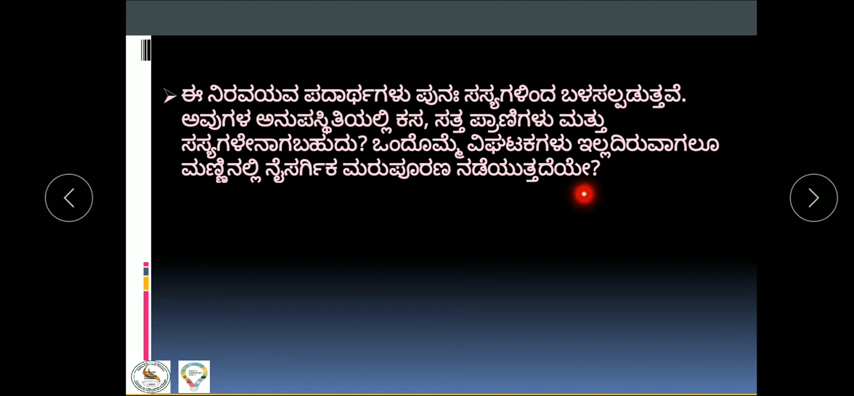 ಈ ನಿರವಯವ ಪದಾರ್ಥಗಳು ಪುನಃ ಸಸ್ಯಗಳಿಂದ ಬಳಸಲ್ಪಡುತ್ತವೆ.
ಅವುಗಳ ಅನುಪಸ್ಥಿತಿಯಲ್ಲಿ ಕಸ, ಸತ್ತ ಪ್ರಾಣಿಗಳು ಮತ್ತು
ಸಸ್ಯಗಳೇನಾಗಬಹುದು? ಒಂದೊಮ್ಮೆ ವಿಘಟಕಗಳು ಇಲ್ಲದಿರುವಾಗಲೂ
ಮಣ್ಣಿನಲ್ಲಿ ನೈಸರ್ಗಿಕ ಮರುಪೂರಣ ನಡೆಯುತ್ತದೆಯೇ?